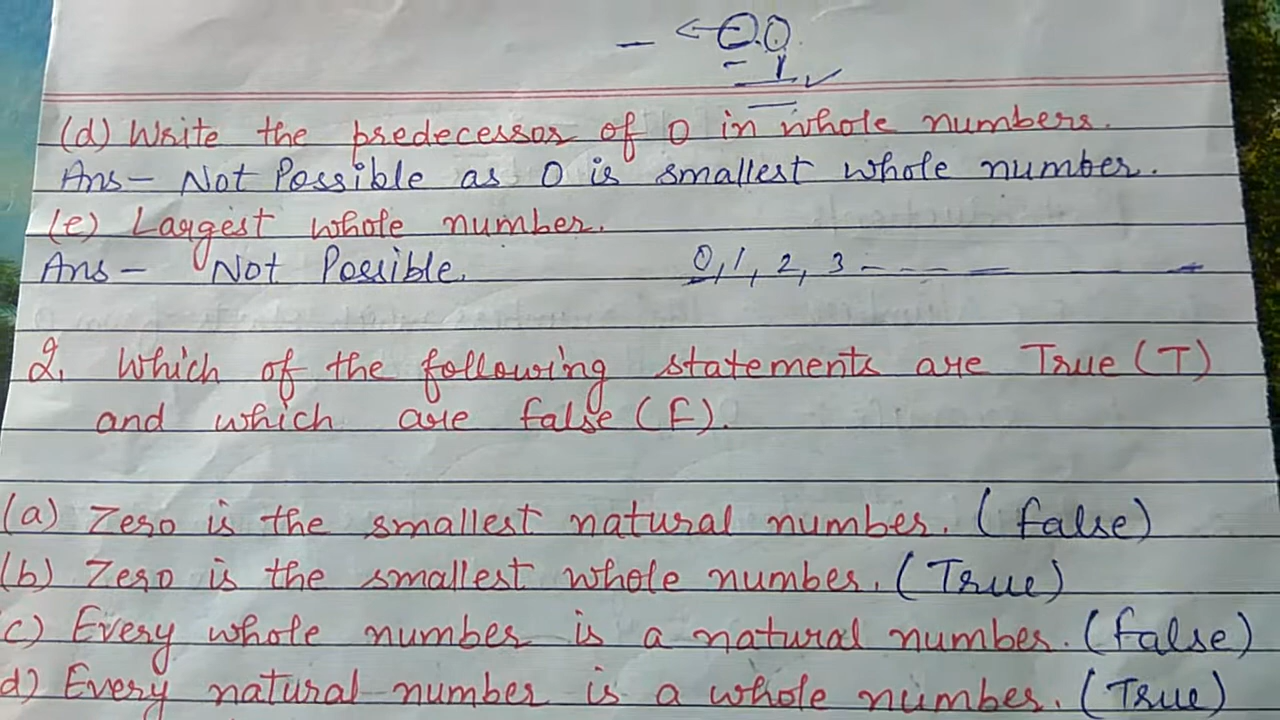 – ←0.0
- 1 ✓
(d) Write the predecessor of 0 in whole numbers.
Ans – Not Possible as 0 is smallest whole number.
(e) Largest whole number.
Ans – Not Possible. 0, 1, 2, 3 - - - - -
2. Which of the following statements are True (T)
and which are false (F).
(a) Zero is the smallest natural number. (false)
(b) Zero is the smallest whole number. (True)
c) Every whole number is a natural number. (false)
d) Every natural number is a whole number. (True)